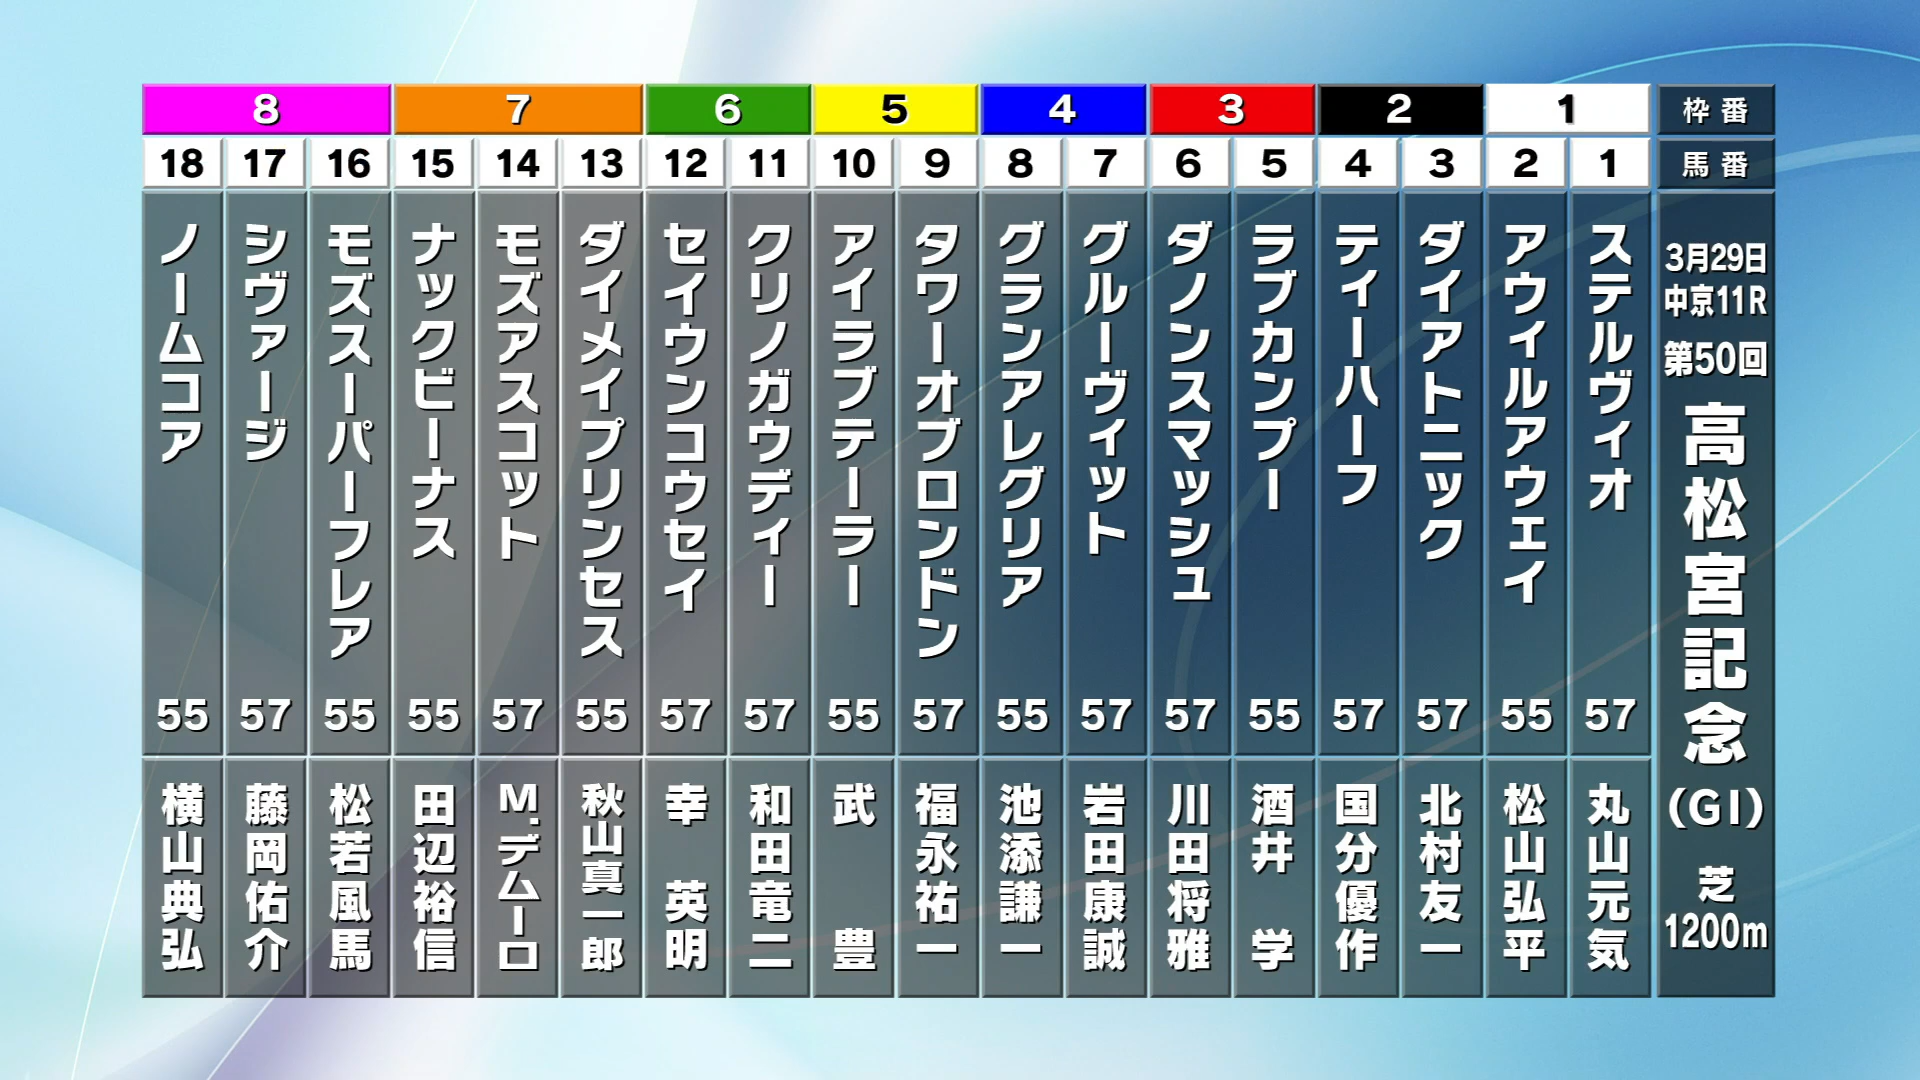 枠番
馬番
3月29日
中京11R
第50回
高松宮記念
(GI)
芝
1200m
1
1
ステルヴィオ
57
丸山元気
2
アウィルアウェイ
55
松山弘平
2
3
ダイアトニック
57
北村友一
4
ティーハーフ
57
国分優作
3
5
ラブカンプー
55
酒井 学
6
ダノンスマッシュ
57
川田将雅
4
7
グルーヴィット
57
岩田康誠
8
グランアレグリア
55
池添謙一
5
9
タワーオブロンドン
57
福永祐一
10
アイラブテーラー
55
武 豊
6
11
クリノガウディー
57
和田竜二
12
セイウンコウセイ
57
幸 英明
7
13
ダイメイプリンセス
55
秋山真一郎
14
モズアスコット
57
M.デムーロ
15
ナックビーナス
55
田辺裕信
8
16
モズスーパーフレア
55
松若風馬
17
シヴァージ
57
藤岡佑介
18
ノームコア
55
横山典弘